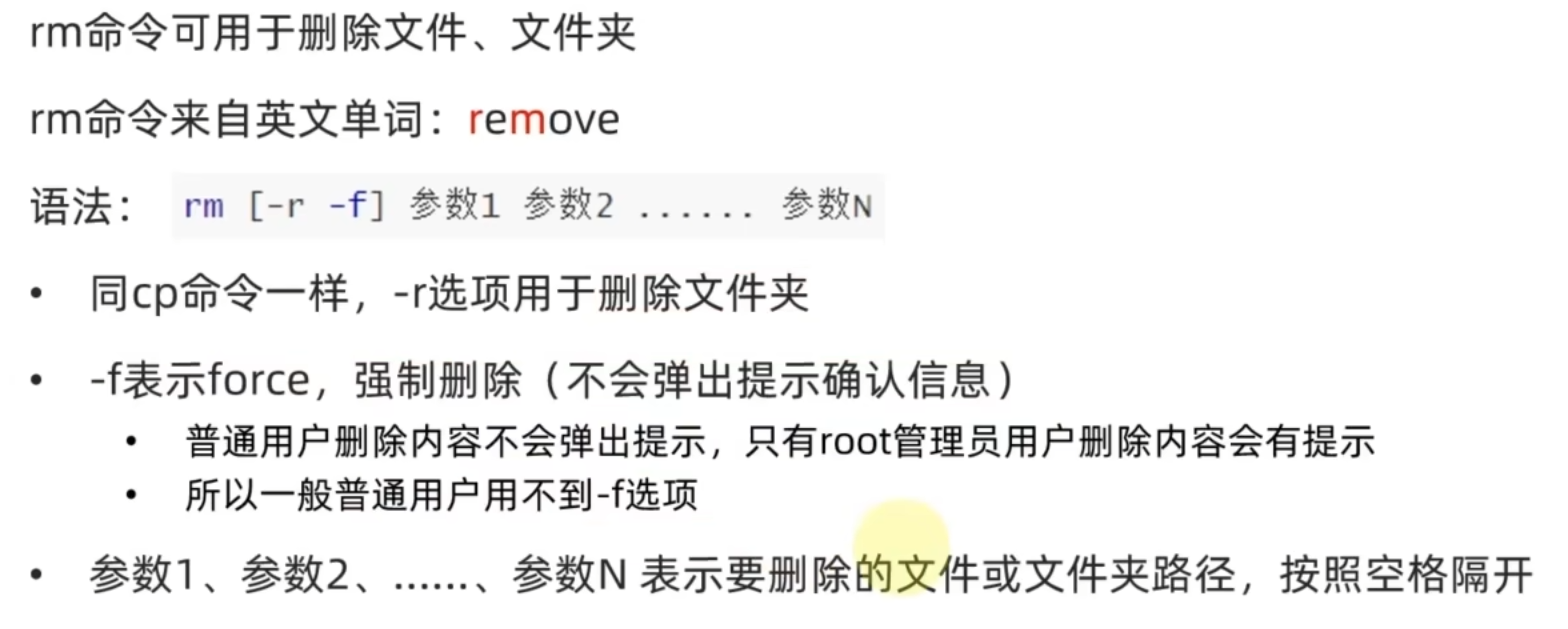 rm命令可用于删除文件、文件夹
rm命令来自英文单词：remove
语法： rm [-r -f] 参数1 参数2 ...... 参数N
• 同cp命令一样，-r选项用于删除文件夹
• -f表示force，强制删除（不会弹出提示确认信息）
• 普通用户删除内容不会弹出提示，只有root管理员用户删除内容会有提示
• 所以一般普通用户用不到-f选项
• 参数1、参数2、......、参数N 表示要删除的文件或文件夹路径，按照空格隔开